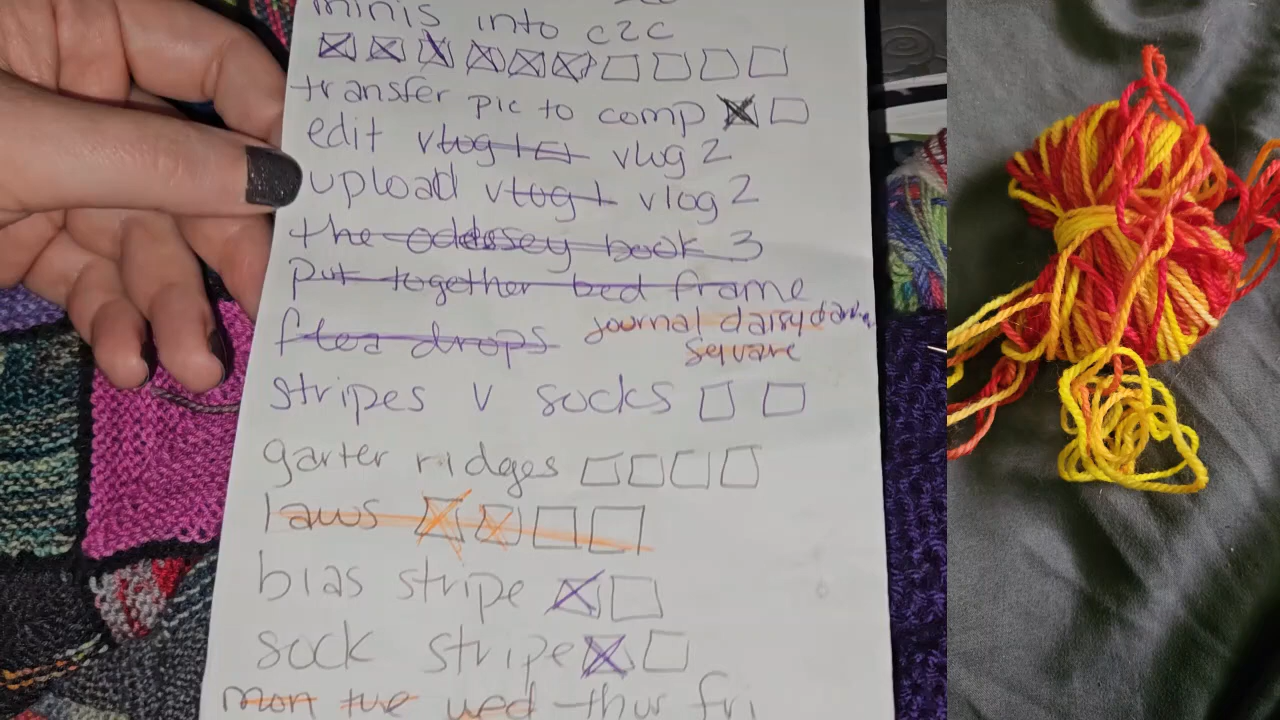 minis into c2c
transfer pic to comp
edit vlog 1 vlog 2
upload vlog 1 vlog 2
the oddessey book 3
put together bed frame
flea drops journal daisydark
square
stripes v socks
garter ridges
laws
bias stripe
sock stripe
mon tue wed thur fri